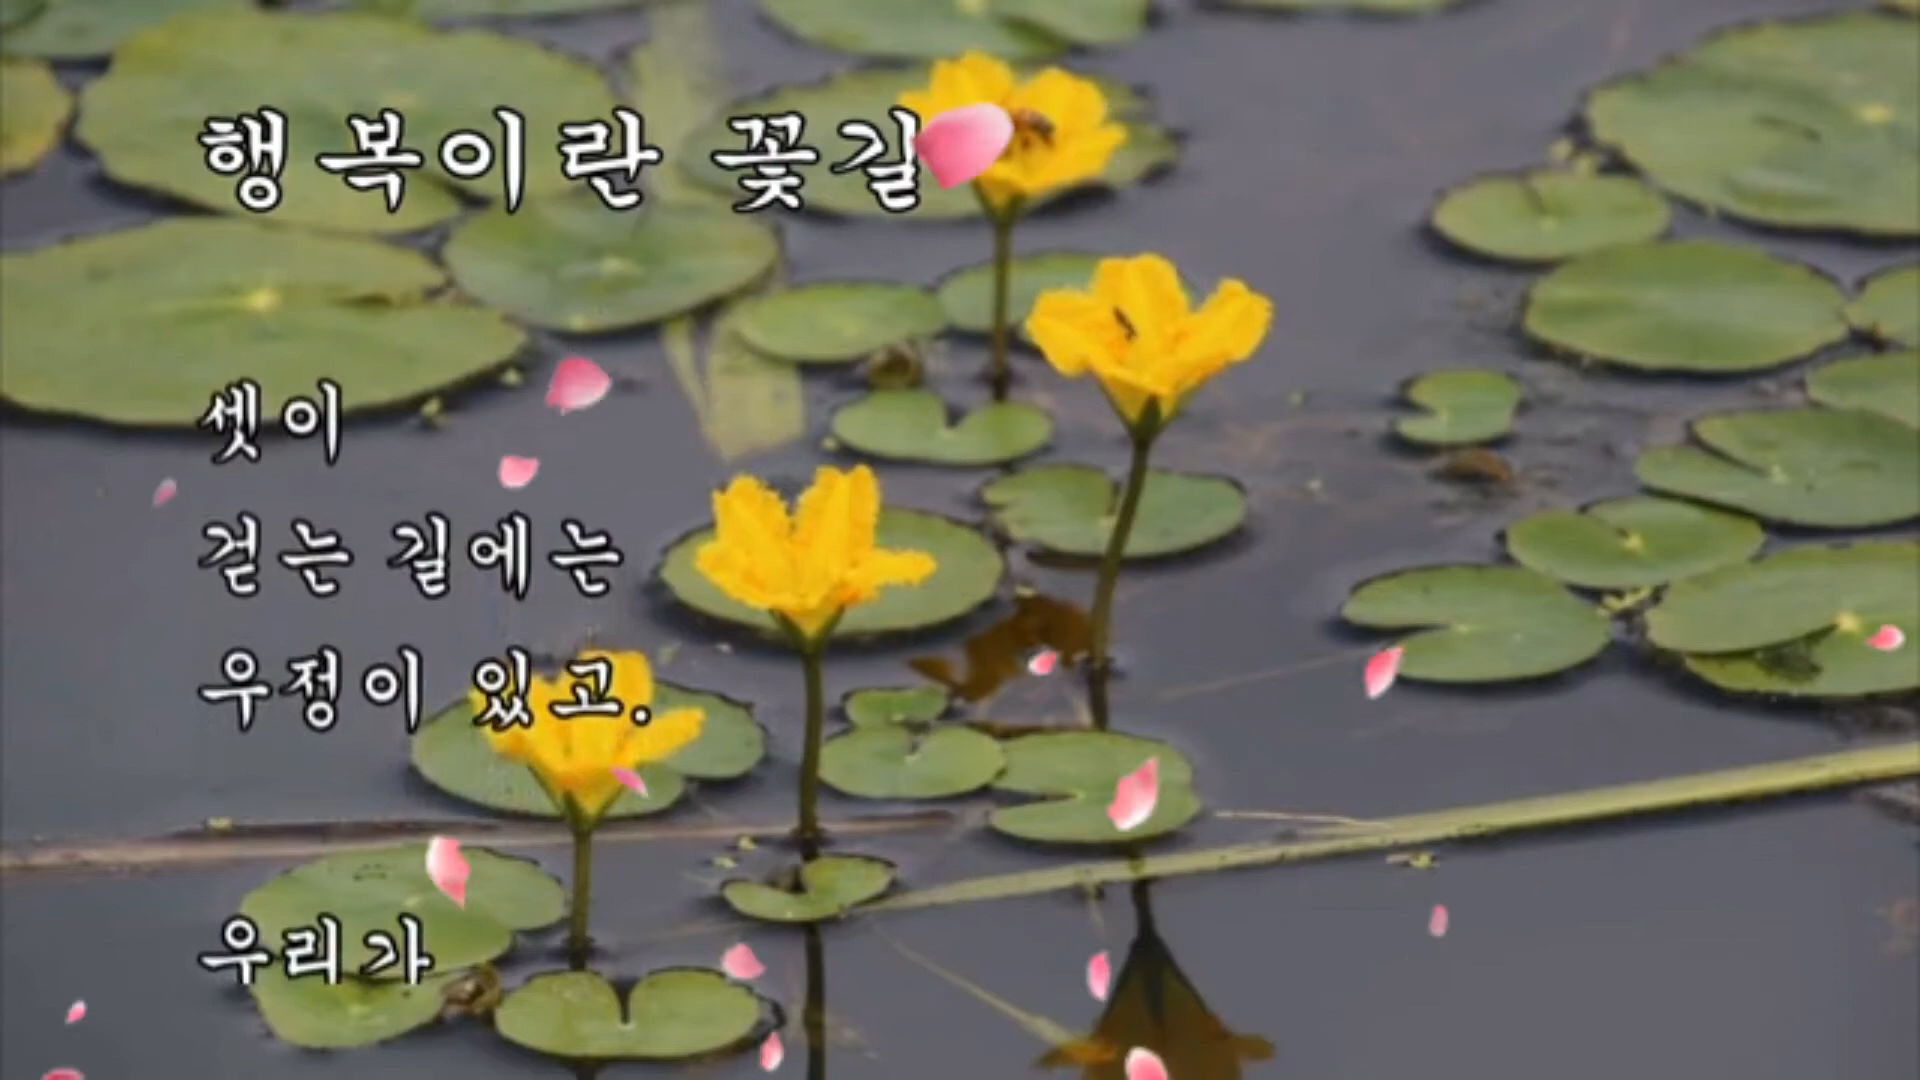 행복이란 꽃길
셋이
걷는 길에는
우정이 있고.
우리가